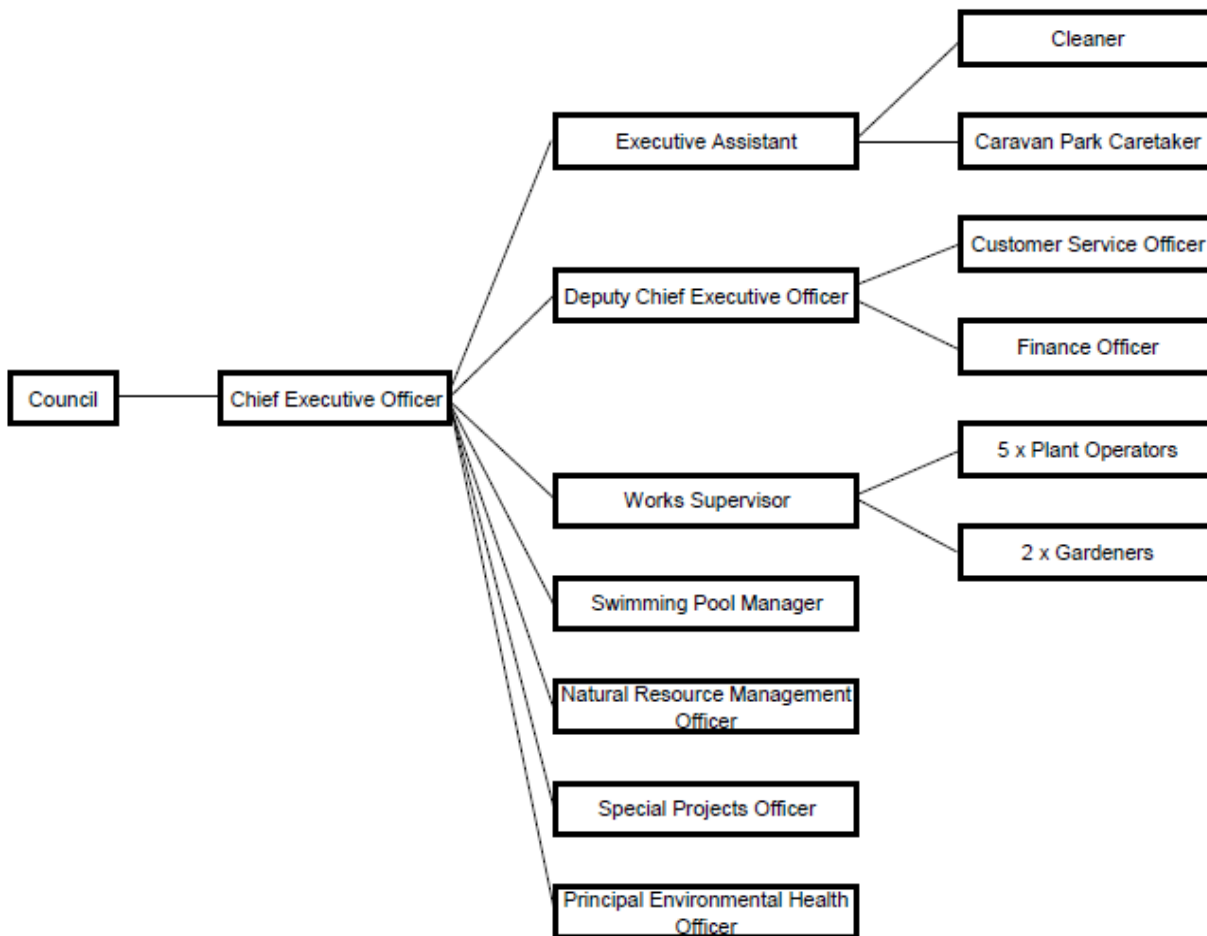 Cleaner
Executive Assistant
Caravan Park Caretaker
Customer Service Officer
Deputy Chief Executive Officer
Finance Officer
Council
Chief Executive Officer
5 x Plant Operators
Works Supervisor
2 x Gardeners
Swimming Pool Manager
Natural Resource Management
Officer
Special Projects Officer
Principal Environmental Health
Officer